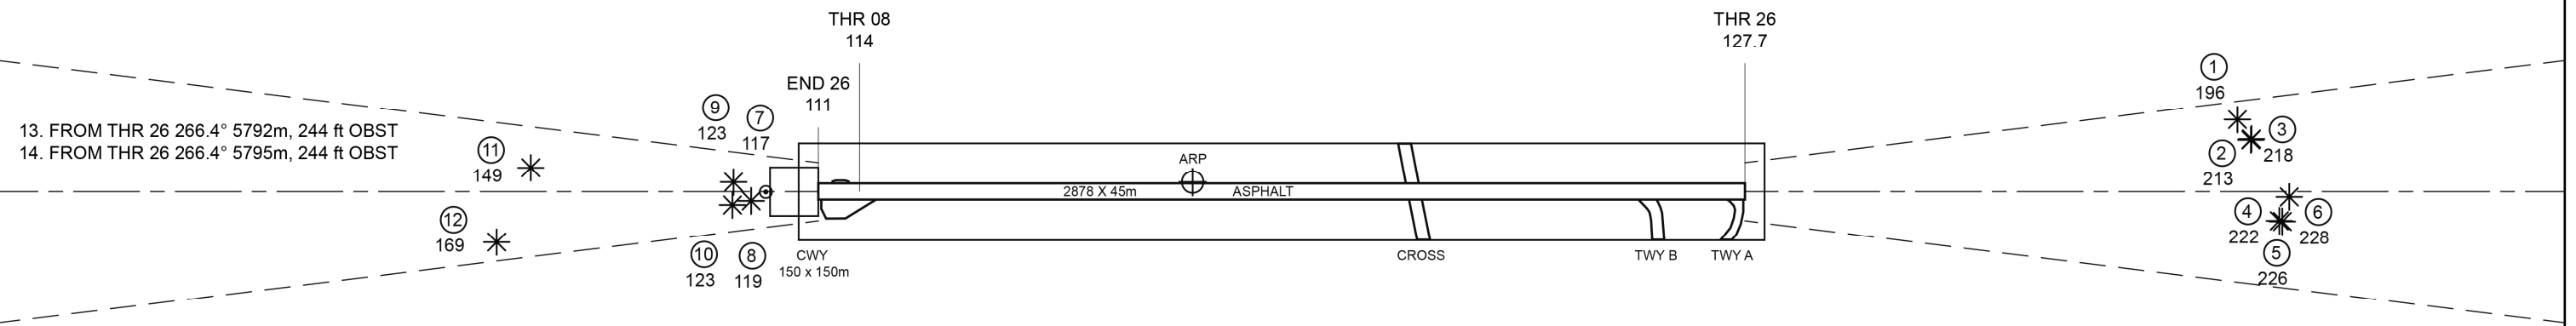 THR 08
114
THR 26
127.7
END 26
111
13. FROM THR 26 266.4° 5792m, 244 ft OBST
14. FROM THR 26 266.4° 5795m, 244 ft OBST
11
149
12
169
9
123
7
117
10
123
8
119
CWY
150 x 150m
ARP
2878 X 45m
ASPHALT
CROSS
TWY B
TWY A
1
196
3
218
2
213
4
222
6
228
5
226